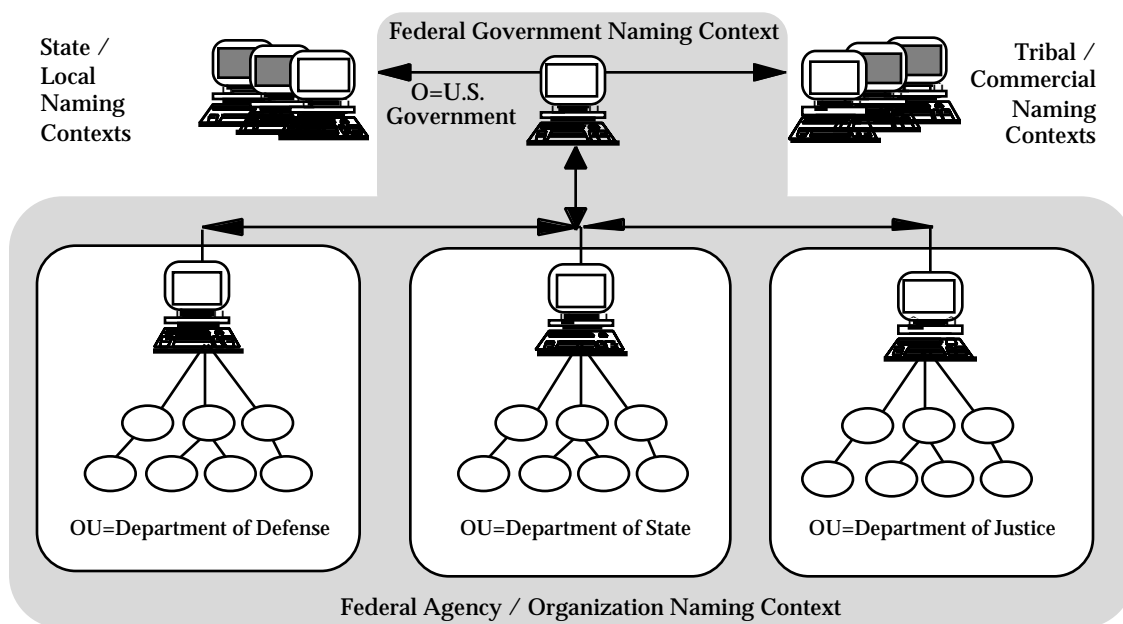 Federal Government Naming Context
State /
Local
Naming
Contexts
O=U.S.
Government
Tribal /
Commercial
Naming
Contexts
OU=Department of Defense
OU=Department of State
OU=Department of Justice
Federal Agency / Organization Naming Context